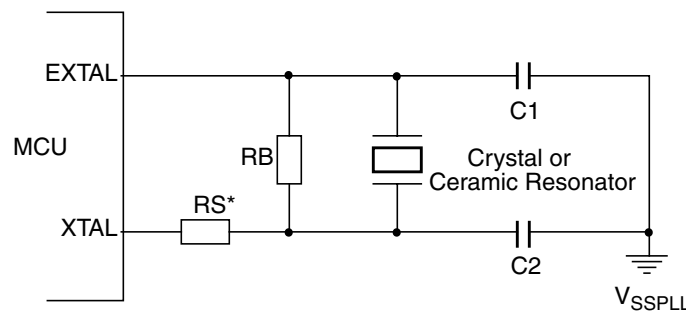 EXTAL
C1
MCU
RB
Crystal or
Ceramic Resonator
RS*
XTAL
C2
VSSPLL